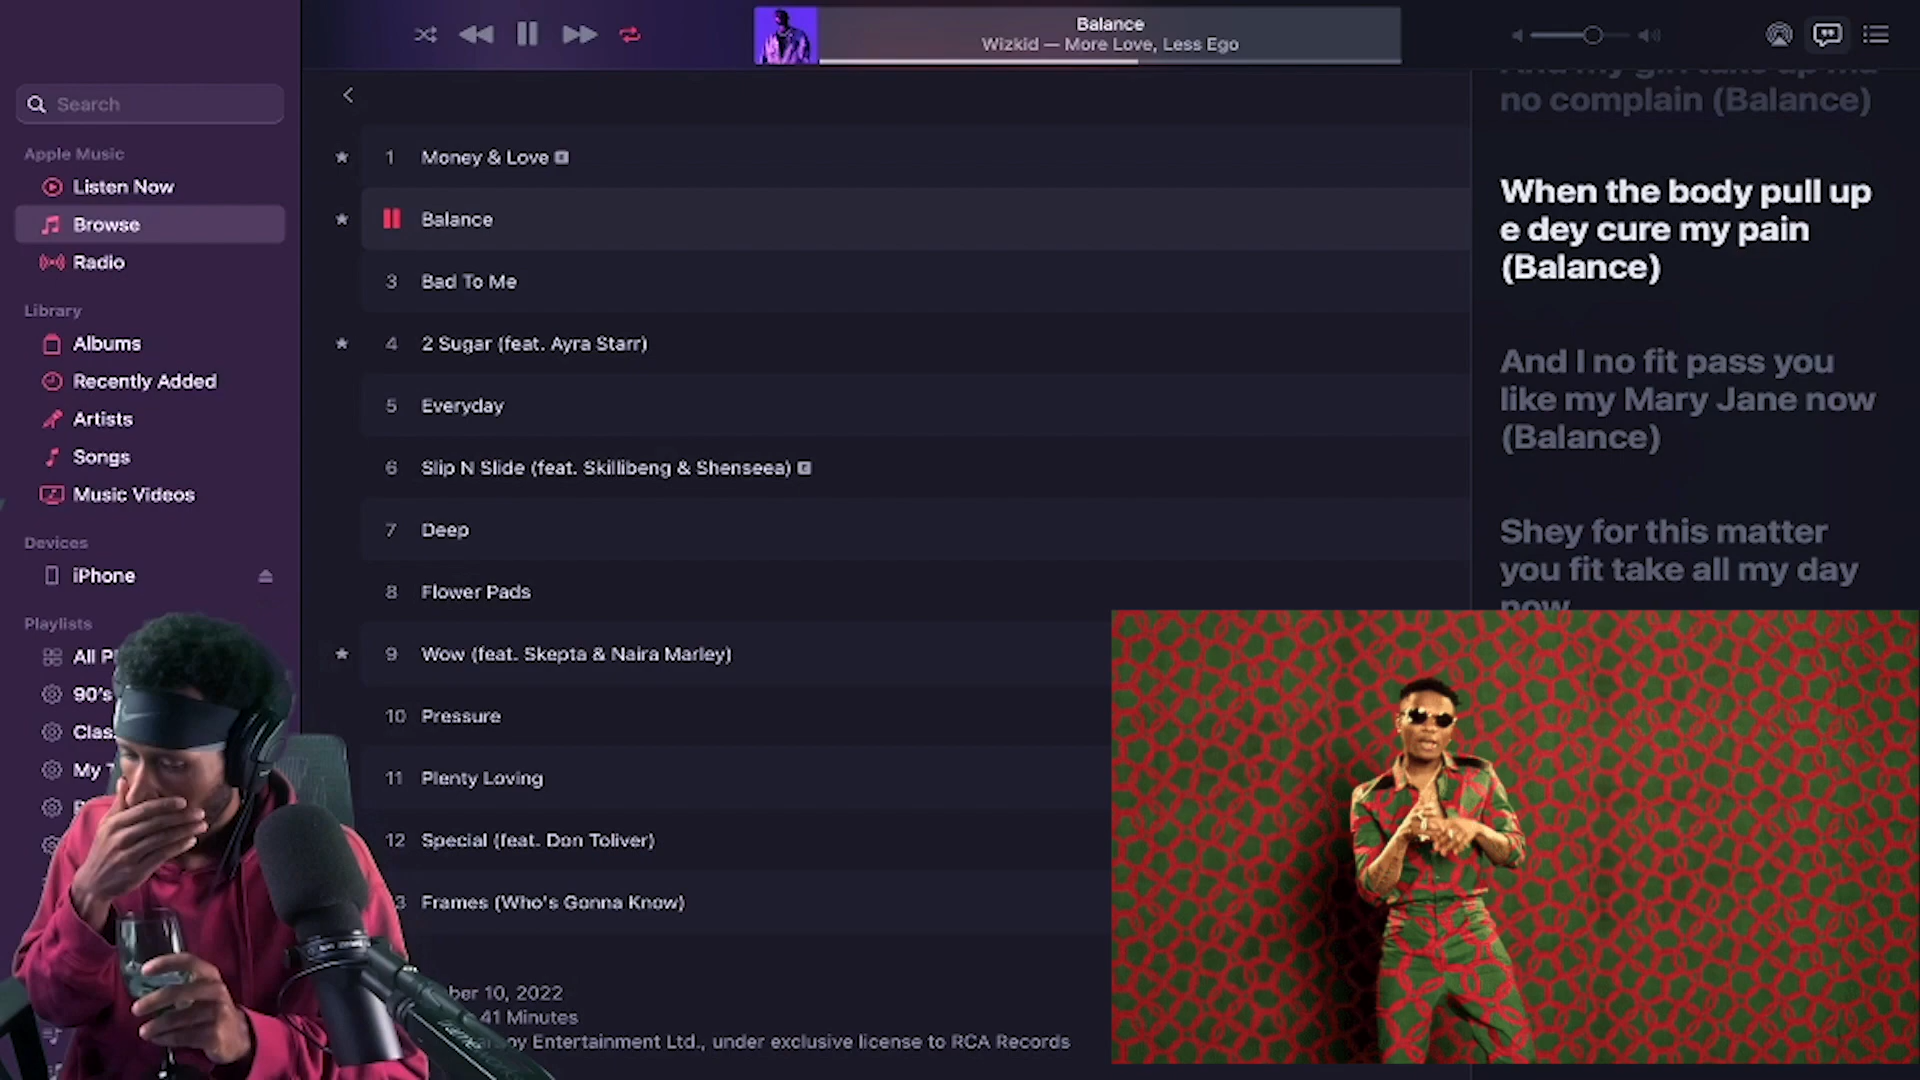 Balance
Wizkid — More Love, Less Ego
Search
Apple Music
Listen Now
Browse
Radio
Library
Albums
Recently Added
Artists
Songs
Music Videos
Devices
iPhone
Playlists
All
90's
My
1 Money & Love E
Balance
3 Bad To Me
4 2 Sugar (feat. Ayra Starr)
5 Everyday
6 Slip N Slide (feat. Skillibeng & Shenseea) E
7 Deep
8 Flower Pads
9 Wow (feat. Skepta & Naira Marley)
10 Pressure
11 Plenty Loving
12 Special (feat. Don Toliver)
3 Frames (Who's Gonna Know)
ber 10, 2022
41 Minutes
Entertainment Ltd., under exclusive license to RCA Records
no complain (Balance)
When the body pull up
e dey cure my pain
(Balance)
And I no fit pass you
like my Mary Jane now
(Balance)
Shey for this matter
you fit take all my day
now